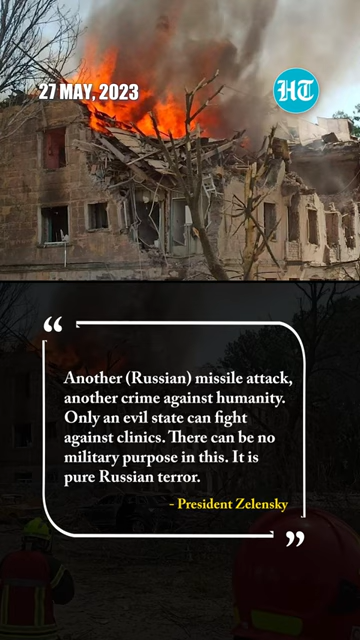 27 MAY, 2023
HT
“
Another (Russian) missile attack,
another crime against humanity.
Only an evil state can fight
against clinics. There can be no
military purpose in this. It is
pure Russian terror.
- President Zelensky
”